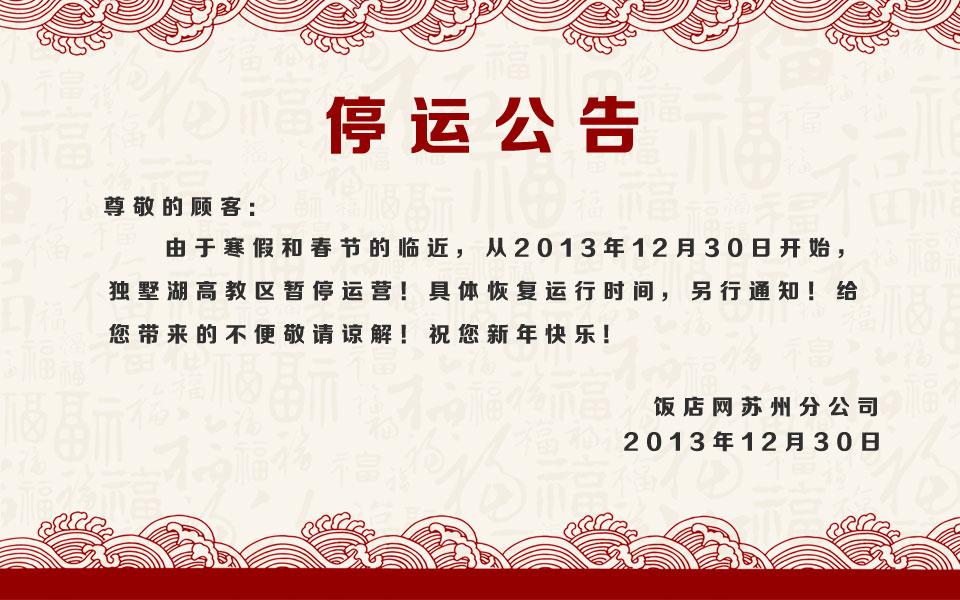 停运公告
尊敬的顾客：
由于寒假和春节的临近，从2013年12月30日开始，
独墅湖高教区暂停运营！具体恢复运行时间，另行通知！给
您带来的不便敬请谅解！祝您新年快乐！
饭店网苏州分公司
2013年12月30日